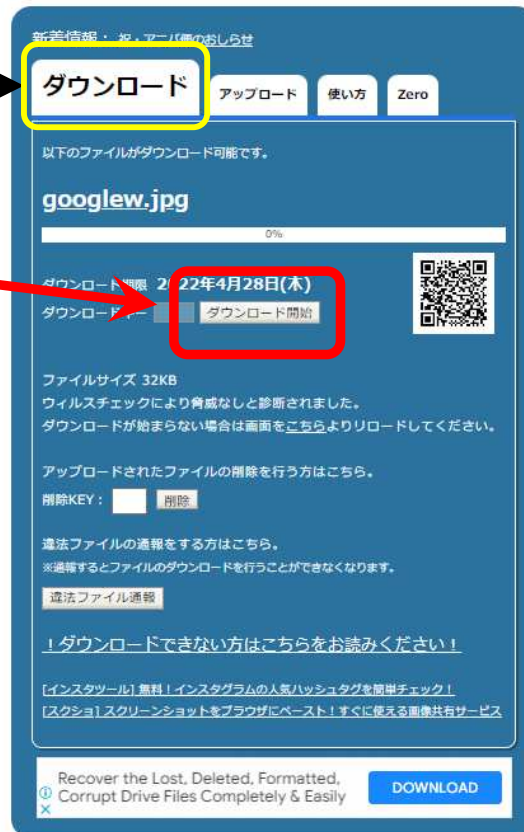 新着情報： 祝・アニバ便のおしらせ
ダウンロード
アップロード
使い方
Zero
以下のファイルがダウンロード可能です。
googlew.jpg
0%
ダウンロード期限 2022年4月28日(木)
ダウンロードキー
ダウンロード開始
ファイルサイズ 32KB
ウィルスチェックにより脅威なしと診断されました。
ダウンロードが始まらない場合は画面をこちらよりリロードしてください。
アップロードされたファイルの削除を行う方はこちら。
削除KEY：
削除
違法ファイルの通報をする方はこちら。
※通報するとファイルのダウンロードを行うことができなくなります。
違法ファイル通報
！ダウンロードできない方はこちらをお読みください！
[インスタツール] 無料！インスタグラムの人気ハッシュタグを簡単チェック！
[スクショ] スクリーンショットをブラウザにペースト！すぐに使える画像共有サービス
Recover the Lost, Deleted, Formatted,
Corrupt Drive Files Completely & Easily
DOWNLOAD